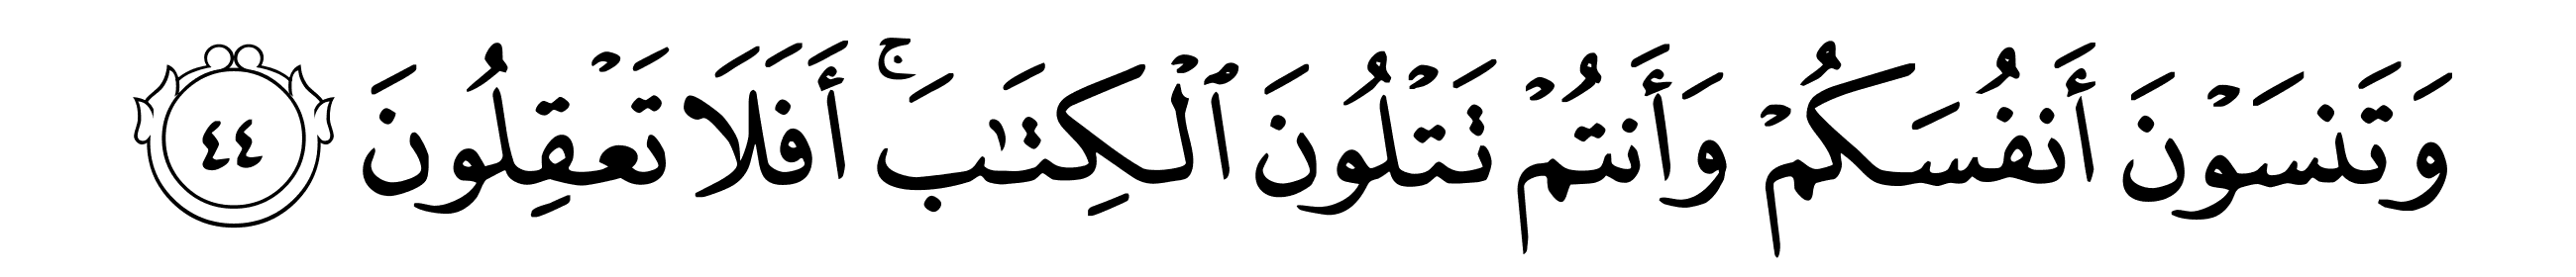 وَتَنسَوْنَ أَنفُسَكُمْ وَأَنتُمْ تَتْلُونَ ٱلْكِتَٰبَ ۚ أَفَلَا تَعْقِلُونَ ٤٤